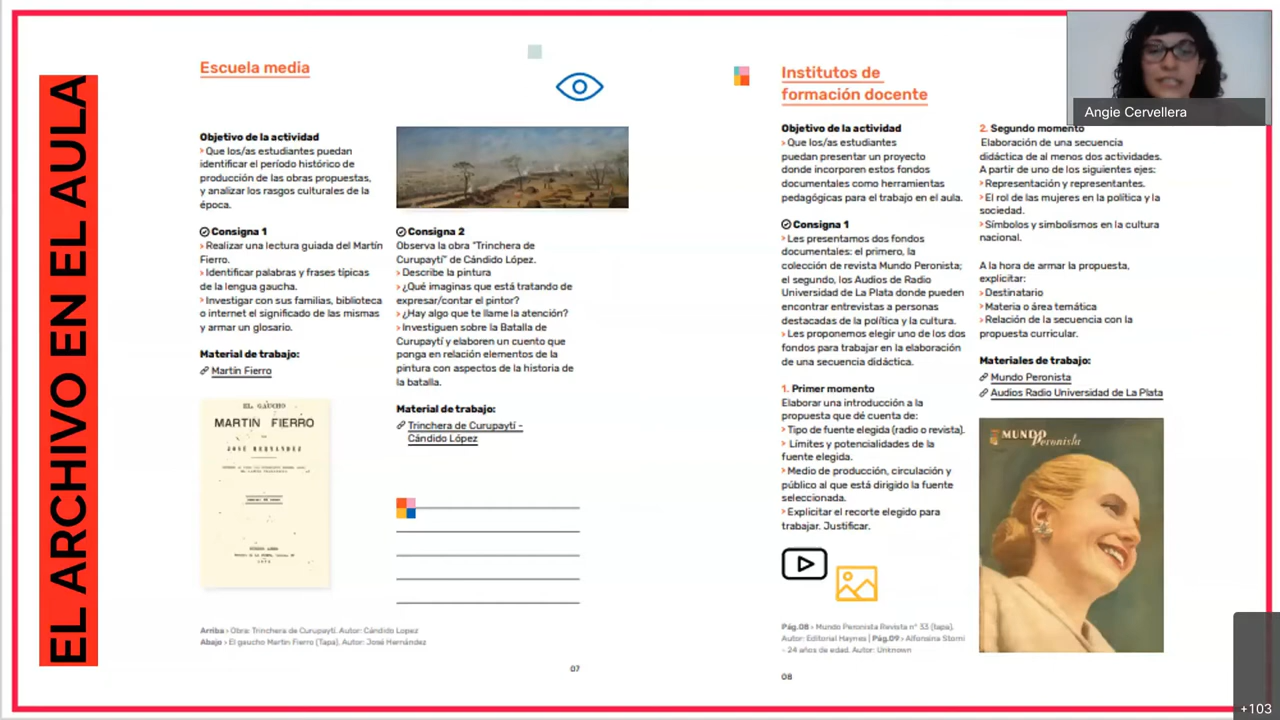 EL ARCHIVO EN EL AULA
Escuela media
Objetivo de la actividad
› Que los/as estudiantes puedan
identificar el período histórico de
producción de las obras propuestas,
y analizar los rasgos culturales de la
época.
Consigna 1
› Realizar una lectura guiada del Martín
Fierro.
› Identificar palabras y frases típicas
de la lengua gaucha.
› Investigar con sus familias, biblioteca
o internet el significado de las mismas
y armar un glosario.
Material de trabajo:
Martín Fierro
EL GAUCHO
MARTIN FIERRO
POR
JOSE HERNANDEZ
BUENOS AIRES
Arriba › Obra: Trinchera de Curupaytí. Autor: Cándido Lopez
Abajo › El gaucho Martin Fierro (Tapa). Autor: José Hernández
Consigna 2
Observa la obra "Trinchera de
Curupaytí" de Cándido López.
› Describe la pintura
› ¿Qué imaginas que está tratando de
expresar/contar el pintor?
› ¿Hay algo que te llame la atención?
› Investiguen sobre la Batalla de
Curupaytí y elaboren un cuento que
ponga en relación elementos de la
pintura con aspectos de la historia de
la batalla.
Material de trabajo:
Trinchera de Curupaytí -
Cándido López
07
Institutos de
formación docente
Objetivo de la actividad
› Que los/as estudiantes
puedan presentar un proyecto
donde incorporen estos fondos
documentales como herramientas
pedagógicas para el trabajo en el aula.
Consigna 1
› Les presentamos dos fondos
documentales: el primero, la
colección de revista Mundo Peronista;
el segundo, los Audios de Radio
Universidad de La Plata donde pueden
encontrar entrevistas a personas
destacadas de la política y la cultura.
› Les proponemos elegir uno de los dos
fondos para trabajar en la elaboración
de una secuencia didáctica.
1. Primer momento
Elaborar una introducción a la
propuesta que dé cuenta de:
› Tipo de fuente elegida (radio o revista).
› Límites y potencialidades de la
fuente elegida.
› Medio de producción, circulación y
público al que está dirigido la fuente
seleccionada.
› Explicitar el recorte elegido para
trabajar. Justificar.
Pág.08 › Mundo Peronista Revista n° 33 (tapa).
Autor: Editorial Haynes | Pág.09 › Alfonsina Storni
- 24 años de edad. Autor: Unknown
08
2. Segundo momento
Elaboración de una secuencia
didáctica de al menos dos actividades.
A partir de uno de los siguientes ejes:
› Representación y representantes.
› El rol de las mujeres en la política y la
sociedad.
› Símbolos y simbolismos en la cultura
nacional.
A la hora de armar la propuesta,
explicitar:
› Destinatario
› Materia o área temática
› Relación de la secuencia con la
propuesta curricular.
Materiales de trabajo:
Mundo Peronista
Audios Radio Universidad de La Plata
MUNDO Peronista
Angie Cervellera
+103